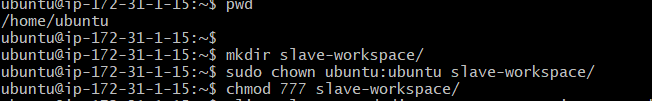 ubuntu@ip-172-31-1-15:~$ pwd
/home/ubuntu
ubuntu@ip-172-31-1-15:~$
ubuntu@ip-172-31-1-15:~$ mkdir slave-workspace/
ubuntu@ip-172-31-1-15:~$ sudo chown ubuntu:ubuntu slave-workspace/
ubuntu@ip-172-31-1-15:~$ chmod 777 slave-workspace/